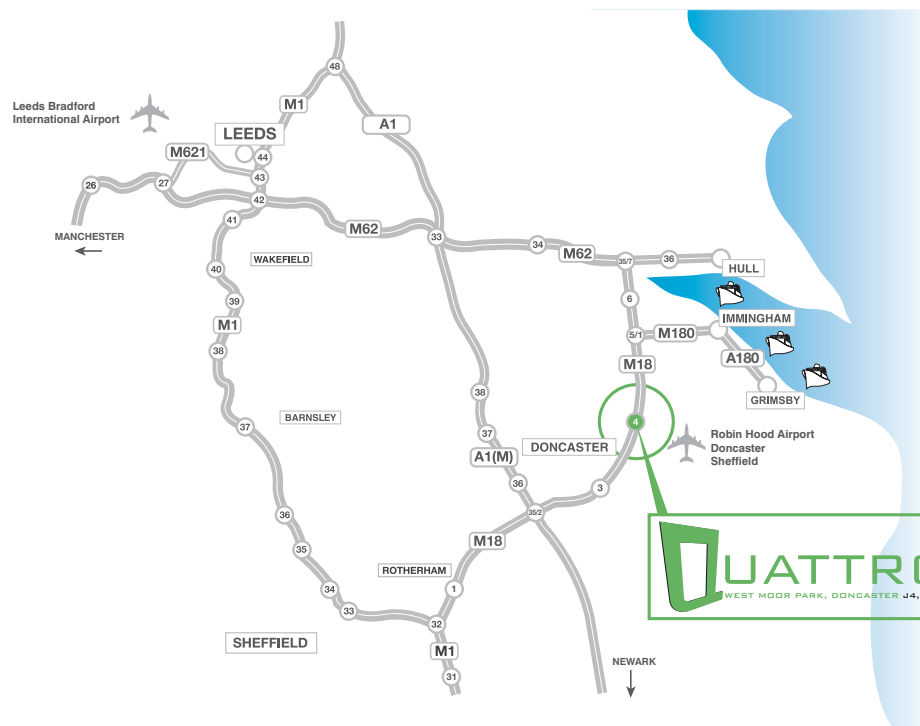 48
Leeds Bradford
International Airport
M1
A1
LEEDS
M621
44
43
26
27
42
41
M62
33
34
M62
35/7
36
HULL
MANCHESTER
WAKEFIELD
40
39
6
IMMINGHAM
M1
5/1
M180
38
M18
A180
38
GRIMSBY
BARNSLEY
37
37
DONCASTER
4
Robin Hood Airport
Doncaster
Sheffield
A1(M)
36
3
36
35/2
M18
35
ROTHERHAM
34
1
33
32
QUATTRO
WEST MOOR PARK, DONCASTER J4,
SHEFFIELD
M1
31
NEWARK